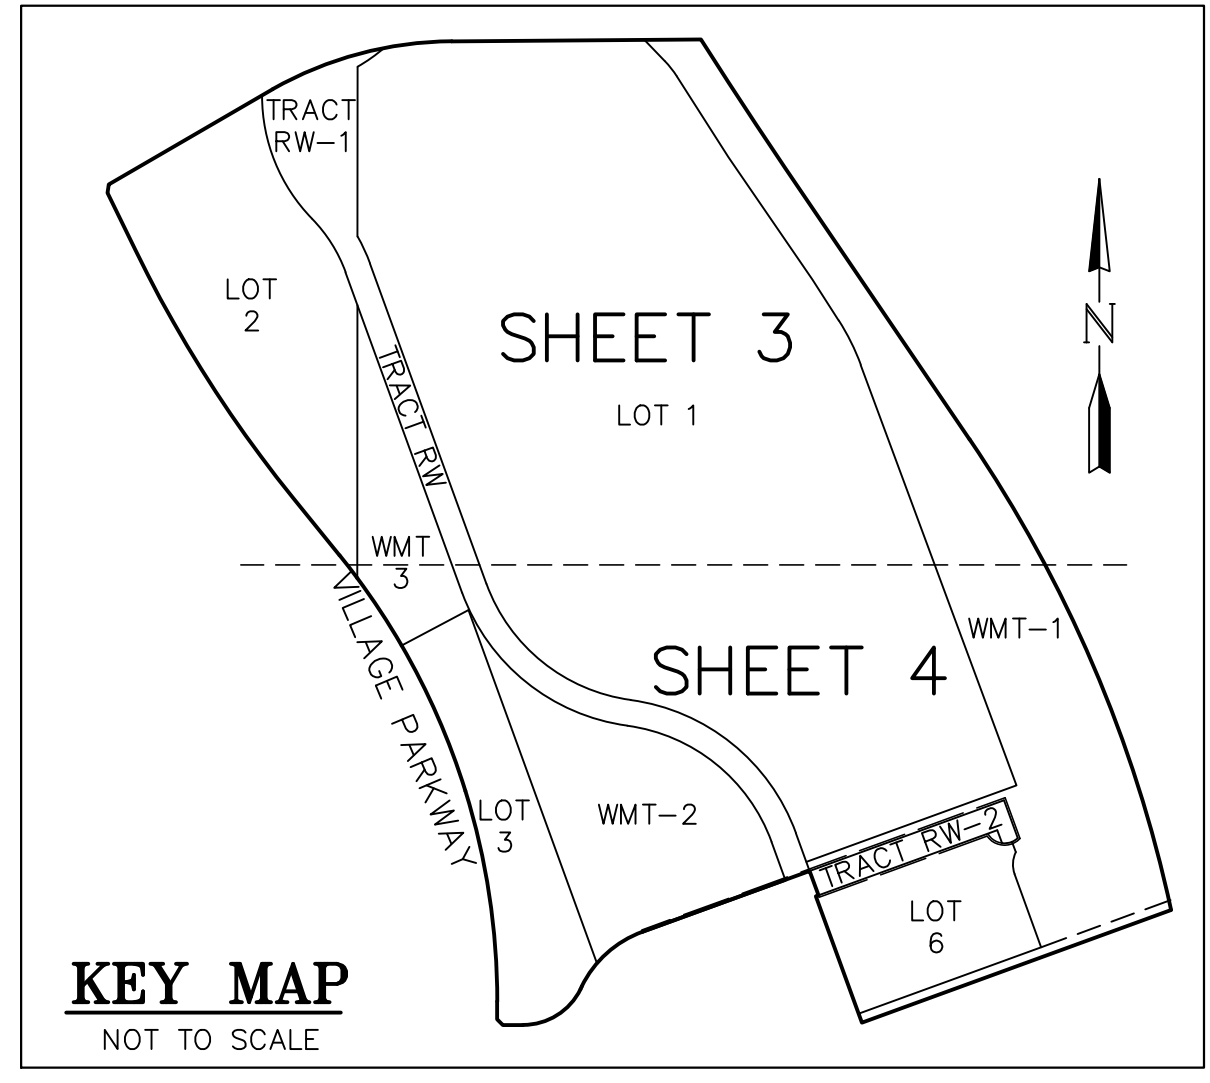 TRACT
RW-1
LOT
2
SHEET 3
N
TRACT RW
LOT 1
WMT
3
VILLAGE PARKWAY
WMT-1
SHEET 4
LOT
3
WMT-2
TRACT RW-2
LOT
6
KEY MAP
NOT TO SCALE